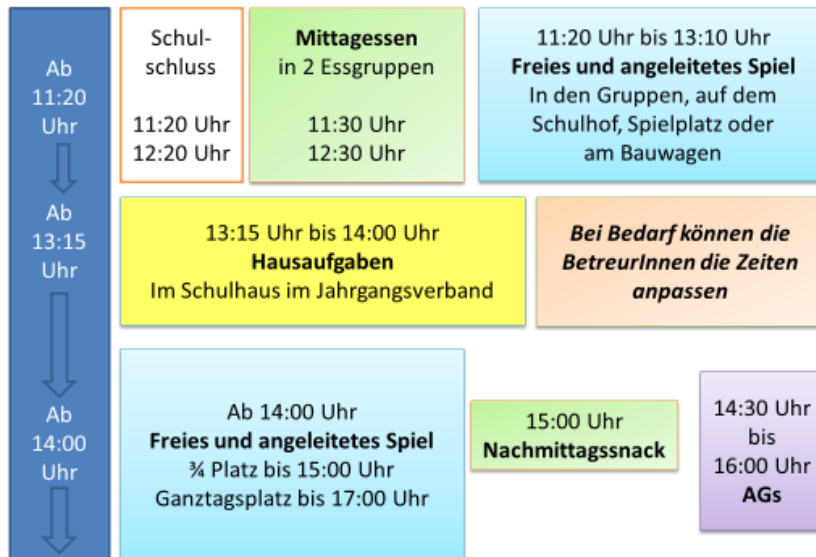 Ab
11:20
Uhr
Schul-
schluss
11:20 Uhr
12:20 Uhr
Mittagessen
in 2 Essgruppen
11:30 Uhr
12:30 Uhr
11:20 Uhr bis 13:10 Uhr
Freies und angeleitetes Spiel
In den Gruppen, auf dem
Schulhof, Spielplatz oder
am Bauwagen
Ab
13:15
Uhr
13:15 Uhr bis 14:00 Uhr
Hausaufgaben
Im Schulhaus im Jahrgangsverband
Bei Bedarf können die
BetreurInnen die Zeiten
anpassen
Ab
14:00
Uhr
Ab 14:00 Uhr
Freies und angeleitetes Spiel
¾ Platz bis 15:00 Uhr
Ganztagsplatz bis 17:00 Uhr
15:00 Uhr
Nachmittagssnack
14:30 Uhr
bis
16:00 Uhr
AGs